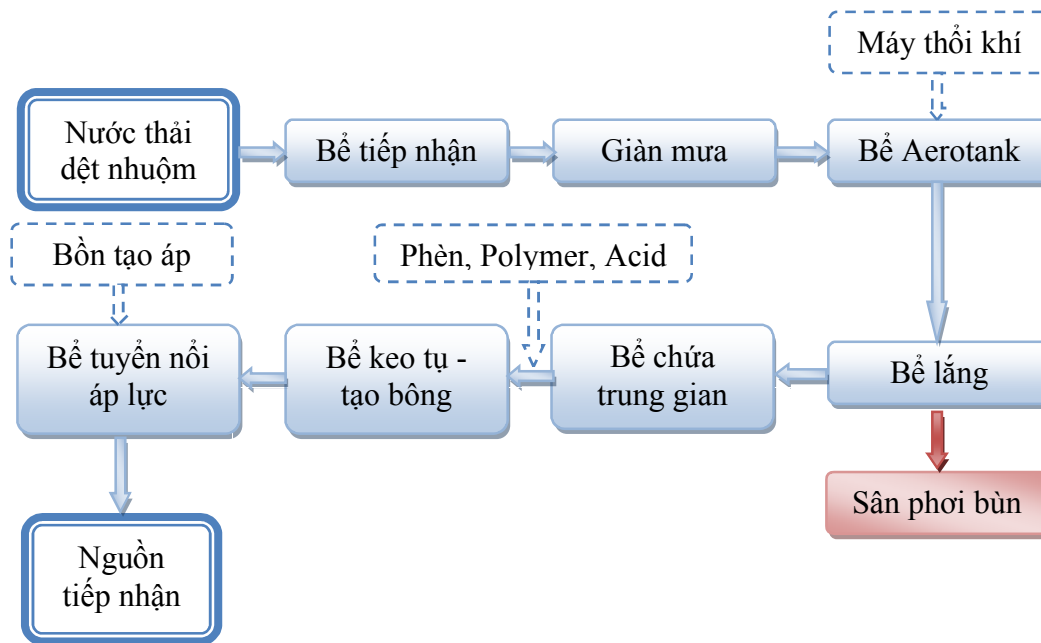 Máy thổi khí
Nước thải
dệt nhuộm
Bể tiếp nhận
Giàn mưa
Bể Aerotank
Bồn tạo áp
Phèn, Polymer, Acid
Bể tuyển nổi
áp lực
Bể keo tụ -
tạo bông
Bể chứa
trung gian
Bể lắng
Sân phơi bùn
Nguồn
tiếp nhận